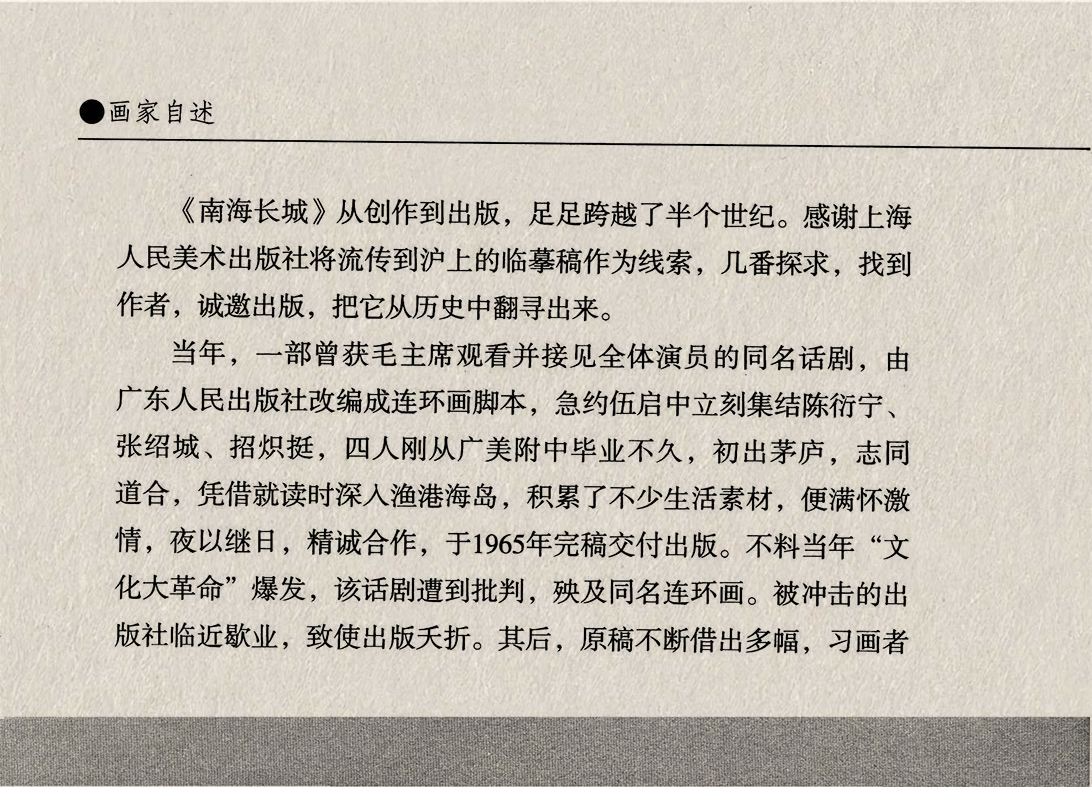 ●画家自述
《南海长城》从创作到出版，足足跨越了半个世纪。感谢上海
人民美术出版社将流传到沪上的临摹稿作为线索，几番探求，找到
作者，诚邀出版，把它从历史中翻寻出来。
当年，一部曾获毛主席观看并接见全体演员的同名话剧，由
广东人民出版社改编成连环画脚本，急约伍启中立刻集结陈衍宁、
张绍城、招炽挺，四人刚从广美附中毕业不久，初出茅庐，志同
道合，凭借就读时深入渔港海岛，积累了不少生活素材，便满怀激
情，夜以继日，精诚合作，于1965年完稿交付出版。不料当年“文
化大革命”爆发，该话剧遭到批判，殃及同名连环画。被冲击的出
版社临近歇业，致使出版夭折。其后，原稿不断借出多幅，习画者